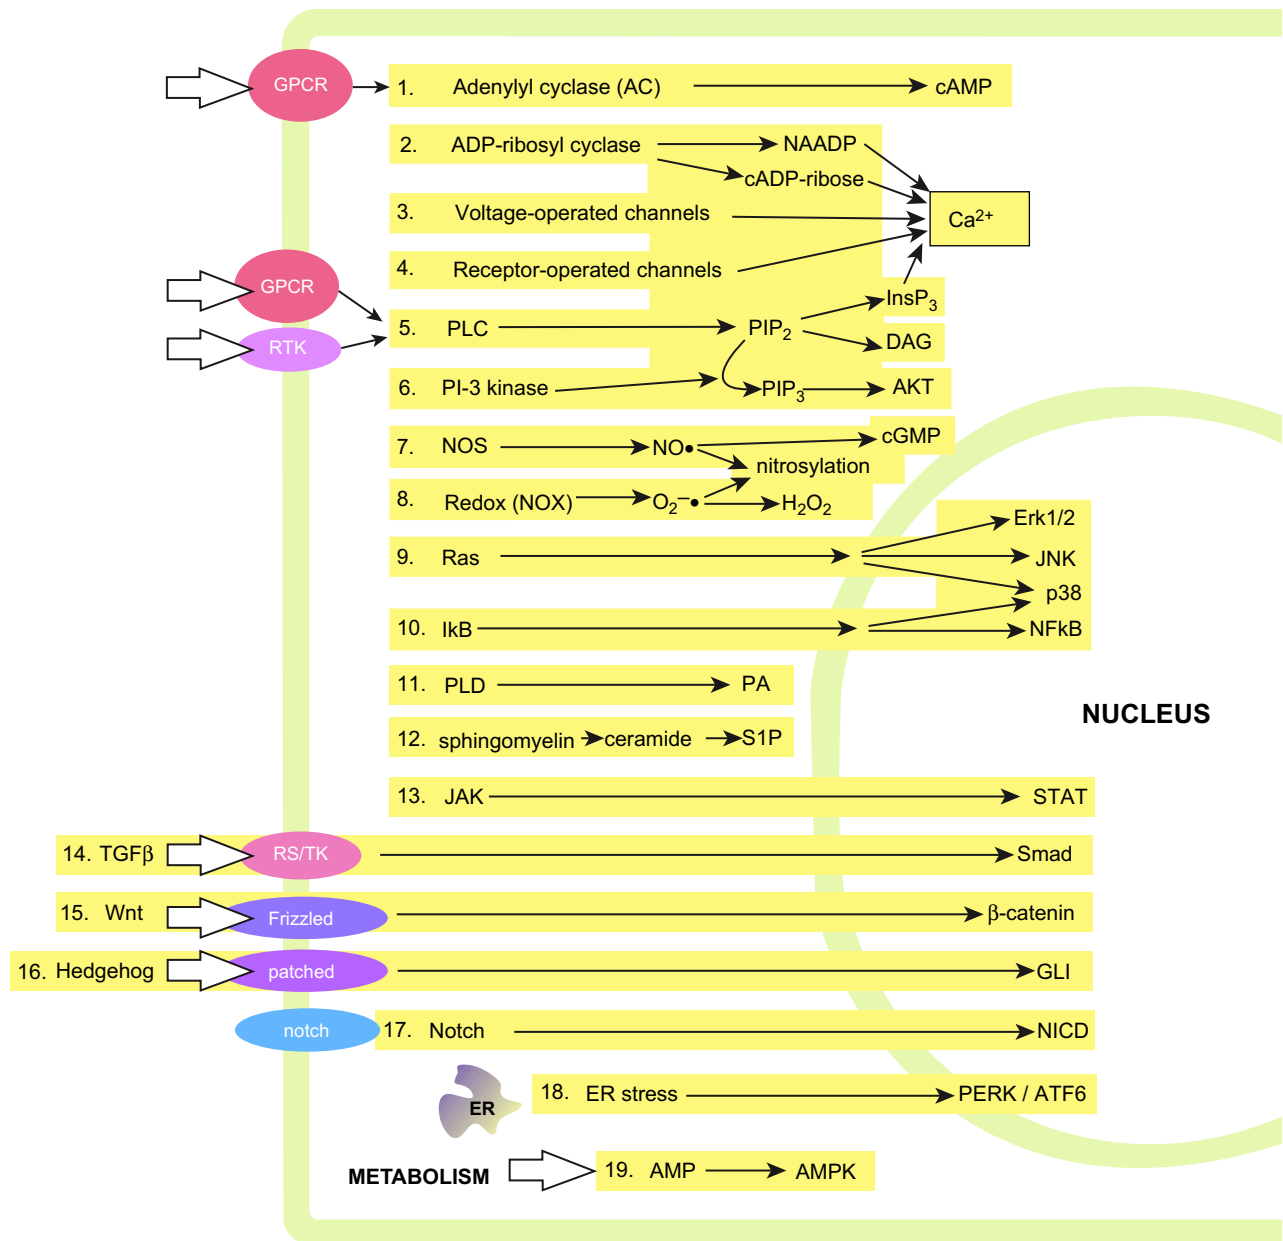 GPCR
1. Adenylyl cyclase (AC) cAMP
2. ADP-ribosyl cyclase NAADP
cADP-ribose
3. Voltage-operated channels Ca²⁺
4. Receptor-operated channels
GPCR
InsP₃
5. PLC PIP₂
RTK
DAG
6. PI-3 kinase PIP₃ AKT
7. NOS NO• cGMP
nitrosylation
8. Redox (NOX) O₂⁻• H₂O₂
Erk1/2
9. Ras JNK
p38
10. IkB NFkB
11. PLD PA
NUCLEUS
12. sphingomyelin ceramide S1P
13. JAK STAT
14. TGFβ RS/TK Smad
15. Wnt Frizzled β-catenin
16. Hedgehog patched GLI
notch 17. Notch NICD
ER 18. ER stress PERK / ATF6
METABOLISM 19. AMP AMPK